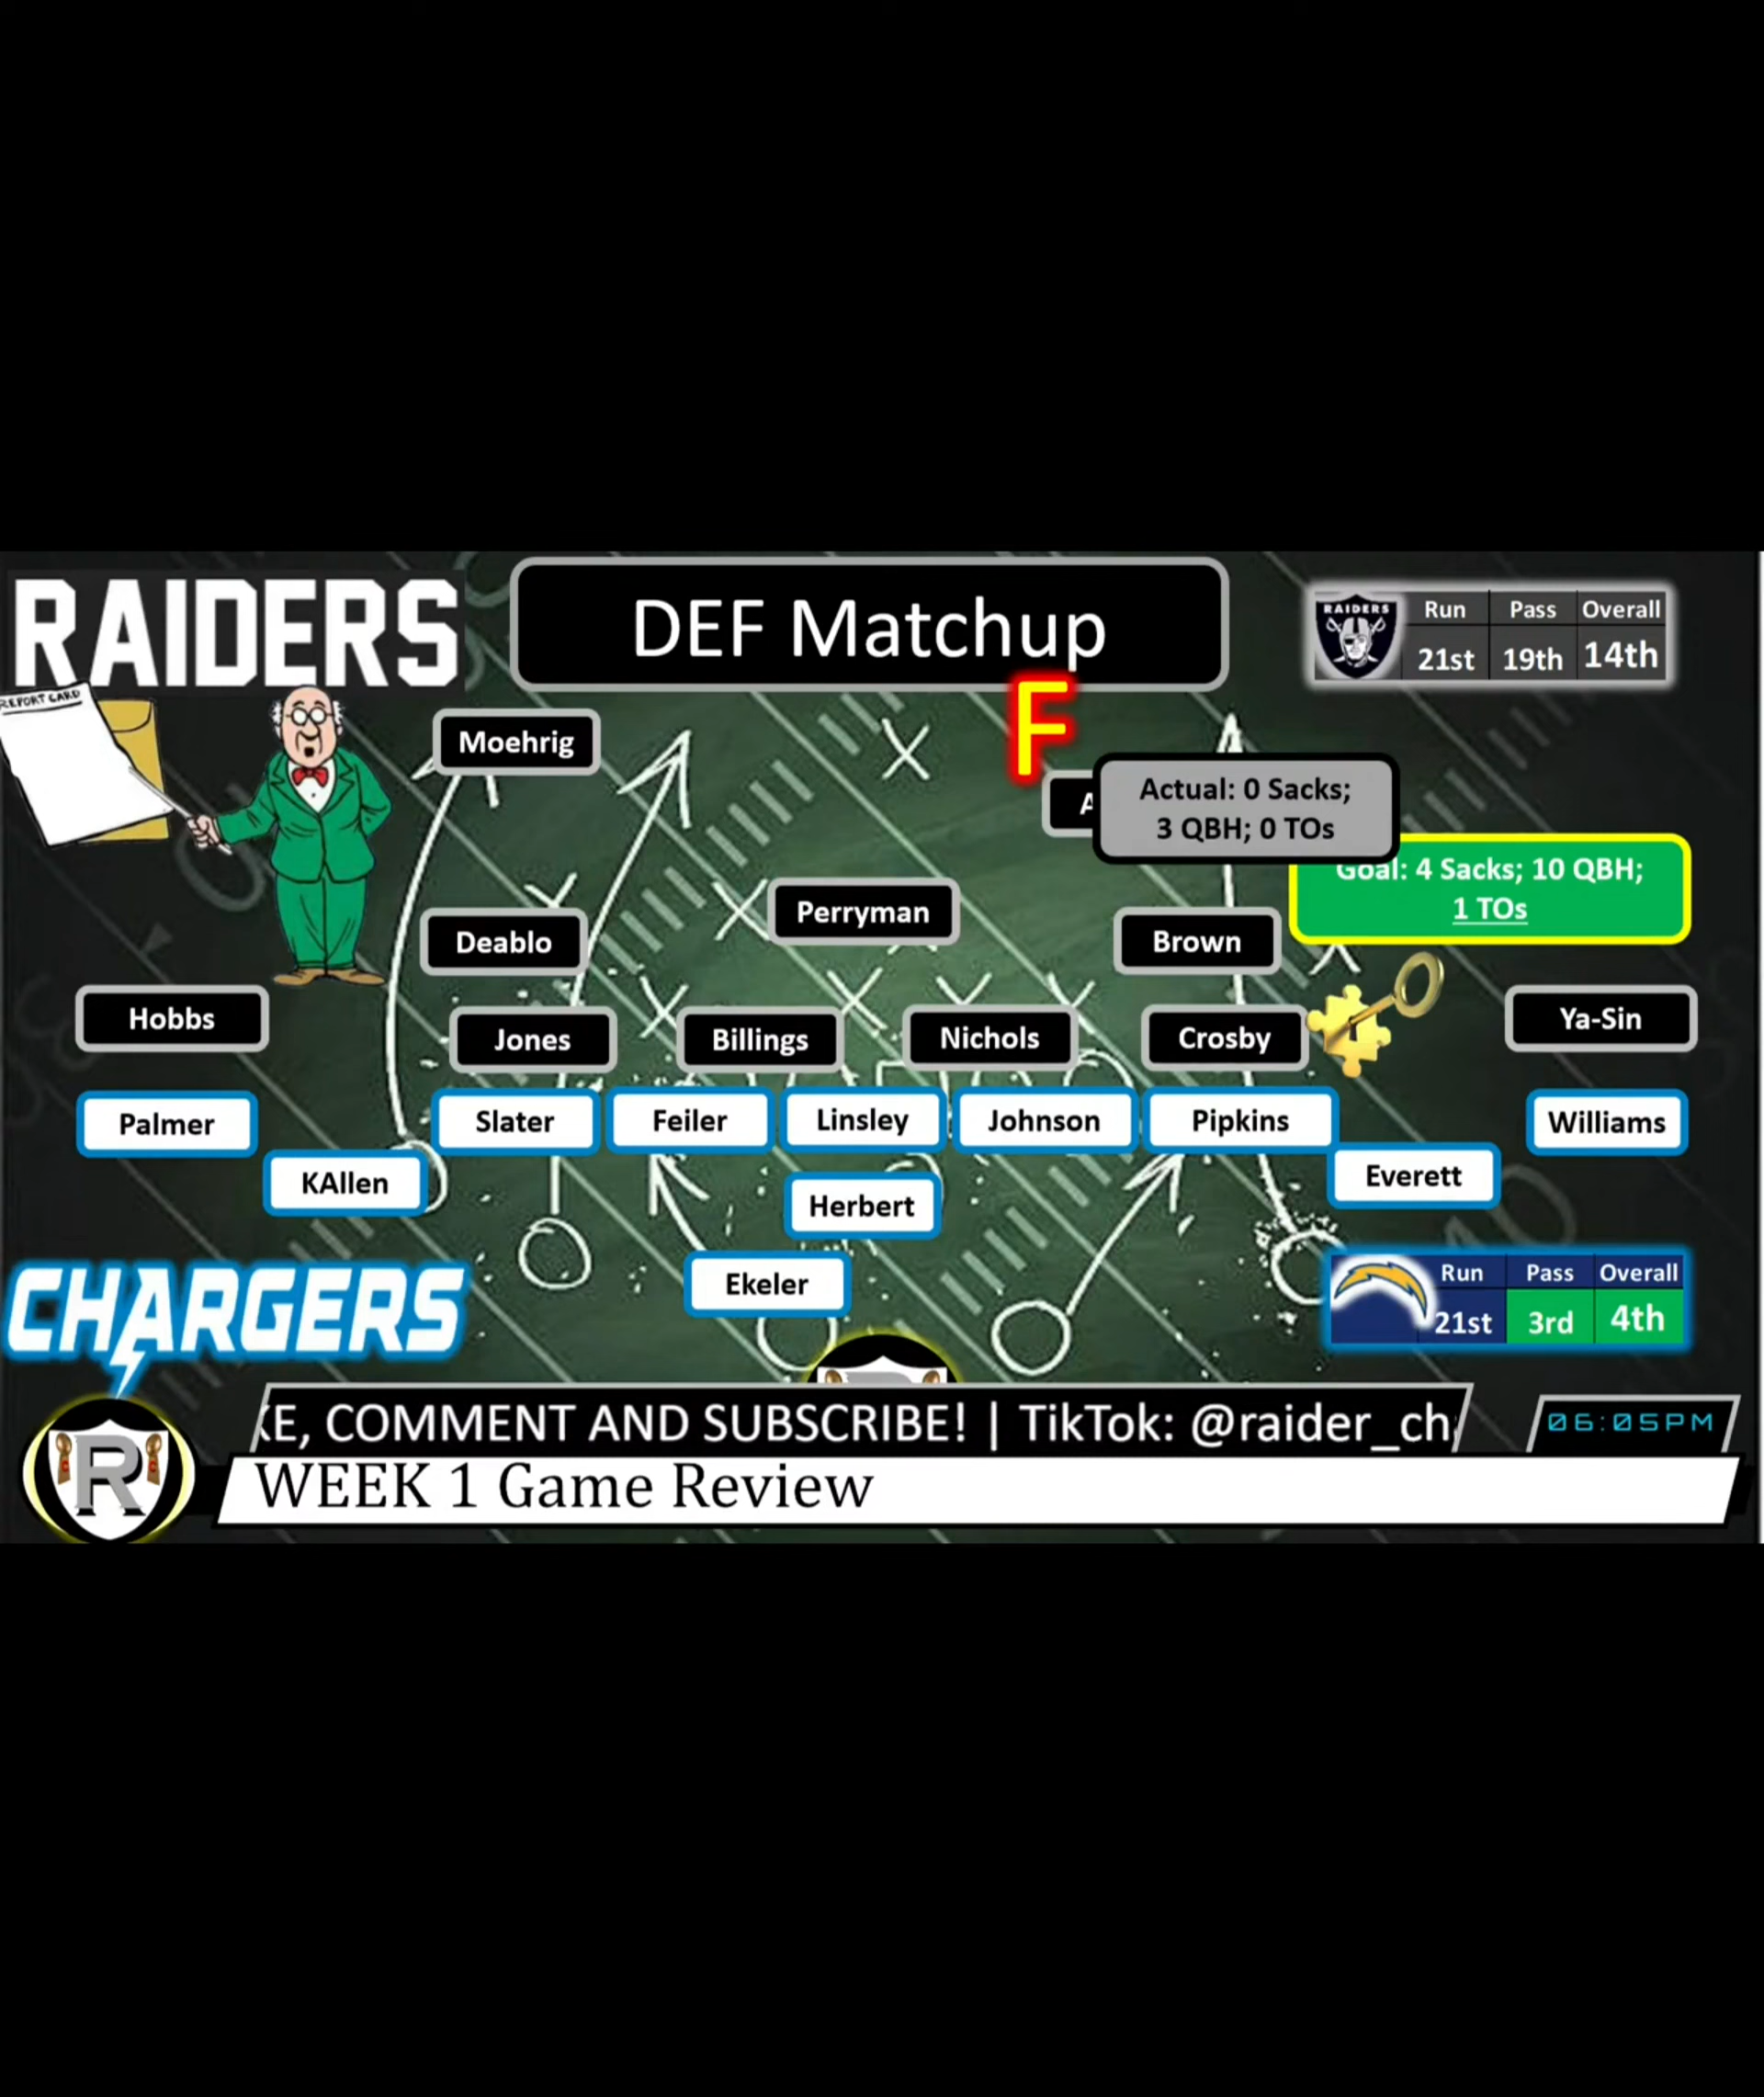 RAIDERS
DEF Matchup
RAIDERS
Run Pass Overall
21st 19th 14th
REPORT CARD
F
Moehrig
A
Actual: 0 Sacks;
3 QBH; 0 TOs
Goal: 4 Sacks; 10 QBH;
1 TOs
Deablo
Perryman
Brown
Hobbs
Jones
Billings
Nichols
Crosby
Ya-Sin
Palmer
Slater
Feiler
Linsley
Johnson
Pipkins
Williams
KAllen
Herbert
Everett
Ekeler
CHARGERS
Run Pass Overall
21st 3rd 4th
KE, COMMENT AND SUBSCRIBE! | TikTok: @raider_ch
06:05PM
R
WEEK 1 Game Review